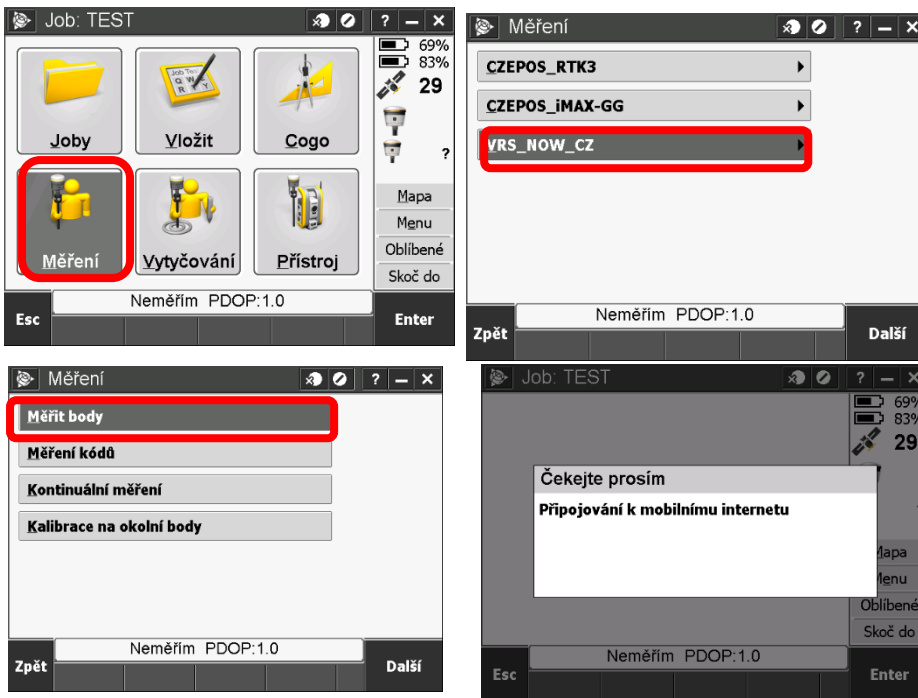 Job: TEST
? – ×
69%
83%
29
?
Joby
Vložit
Cogo
Měření
Vytyčování
Přístroj
Mapa
Menu
Oblíbené
Skoč do
Esc
Neměřím PDOP:1.0
Enter
Měření
? – ×
CZEPOS_RTK3
CZEPOS_iMAX-GG
VRS_NOW_CZ
Zpět
Neměřím PDOP:1.0
Další
Měření
? – ×
Měřit body
Měření kódů
Kontinuální měření
Kalibrace na okolní body
Zpět
Neměřím PDOP:1.0
Další
Job: TEST
? – ×
69%
83%
29
Čekejte prosím
Připojování k mobilnímu internetu
Mapa
Menu
Oblíbené
Skoč do
Esc
Neměřím PDOP:1.0
Enter